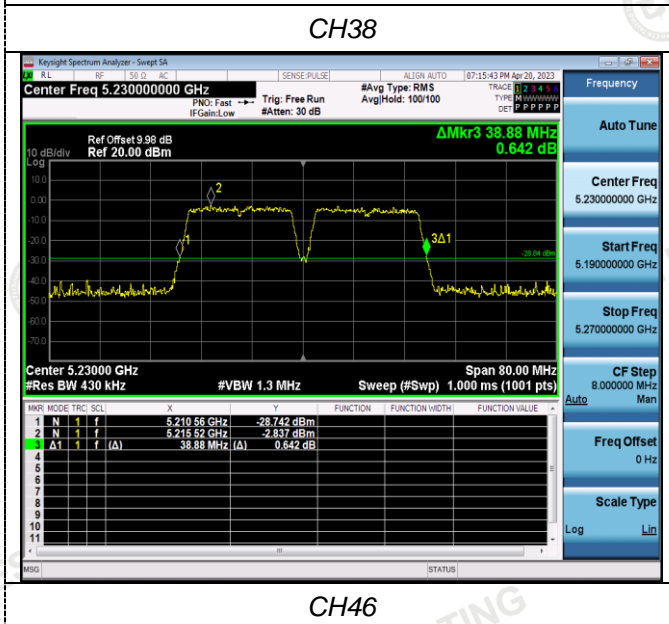 CH38
Keysight Spectrum Analyzer - Swept SA
RL RF 50 Ω AC SENSE:PULSE ALIGN AUTO 07:15:43 PM Apr 20, 2023
Center Freq 5.230000000 GHz #Avg Type: RMS TRACE 1 2 3 4 5 6
PNO: Fast Trig: Free Run Avg|Hold: 100/100 TYPE M WWWWW
IFGain:Low #Atten: 30 dB DET P P P P P P
Ref Offset 9.98 dB ΔMkr3 38.88 MHz
10 dB/div Ref 20.00 dBm 0.642 dB
Log
10.0
0.00
-10.0
-20.0
-30.0
-40.0
-50.0
-60.0
-70.0
2
1
3Δ1
-28.84 dBm
Center 5.23000 GHz Span 80.00 MHz
#Res BW 430 kHz #VBW 1.3 MHz Sweep (#Swp) 1.000 ms (1001 pts)
MKR MODE TRC SCL X Y FUNCTION FUNCTION WIDTH FUNCTION VALUE
1 N 1 f 5.210 56 GHz -28.742 dBm
2 N 1 f 5.215 52 GHz -2.837 dBm
3 Δ1 1 f (Δ) 38.88 MHz (Δ) 0.642 dB
4
5
6
7
8
9
10
11
MSG STATUS
Frequency
Auto Tune
Center Freq
5.230000000 GHz
Start Freq
5.190000000 GHz
Stop Freq
5.270000000 GHz
CF Step
8.000000 MHz
Auto Man
Freq Offset
0 Hz
Scale Type
Log Lin
CH46